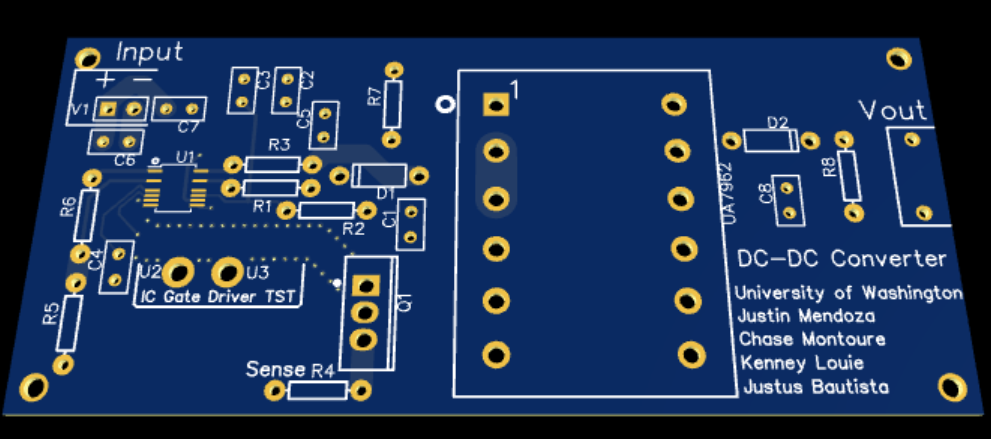 Input
+ −
V1
C7
C6
C3
C2
C5
R7
1
U1
R3
R1
R2
D1
C1
R6
C4
U2
U3
IC Gate Driver TST
R5
Q1
Sense R4
UA7962
D2
C8
R8
Vout
DC-DC Converter
University of Washington
Justin Mendoza
Chase Montoure
Kenney Louie
Justus Bautista